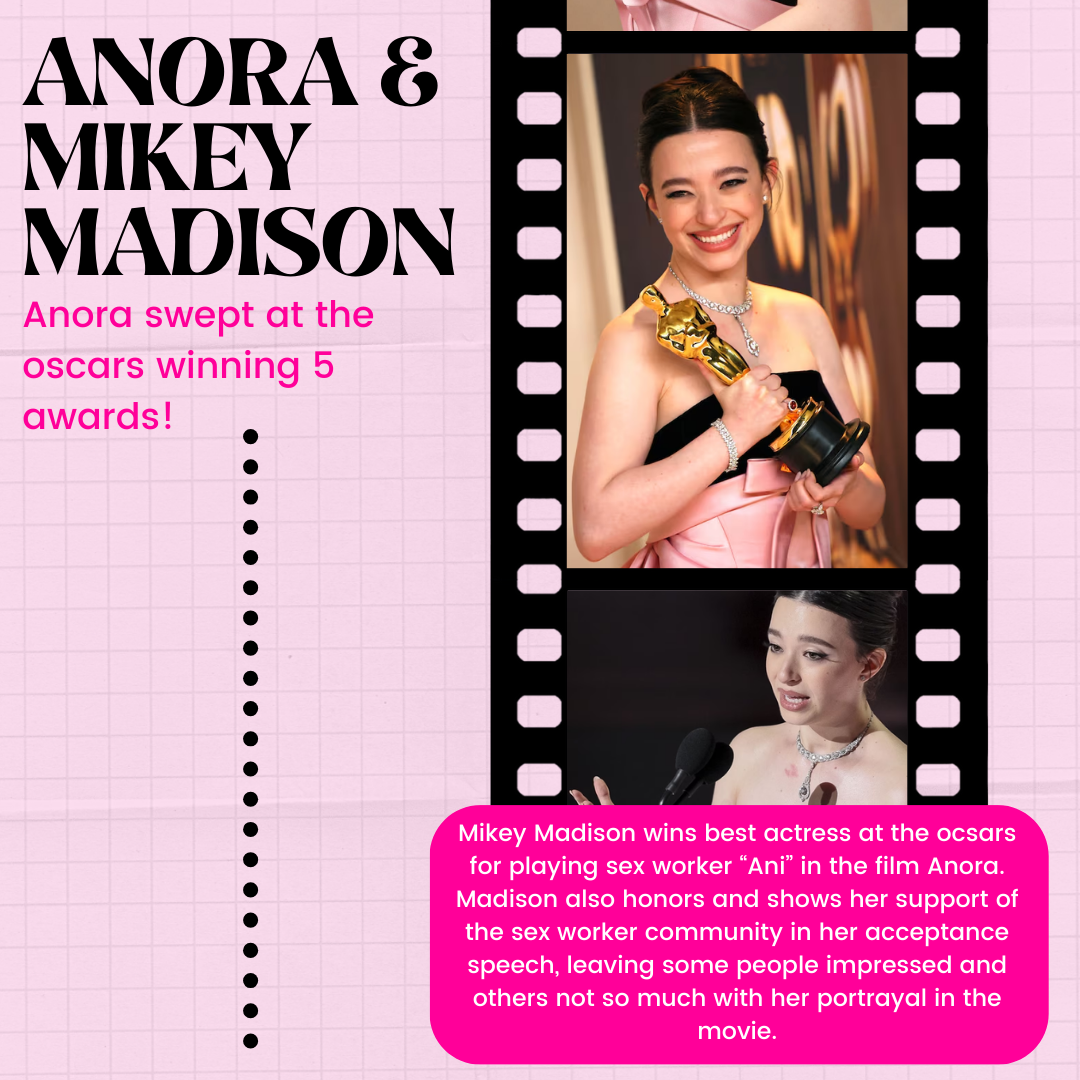 ANORA &
MIKEY
MADISON
Anora swept at the
oscars winning 5
awards!
Mikey Madison wins best actress at the ocsars
for playing sex worker “Ani” in the film Anora.
Madison also honors and shows her support of
the sex worker community in her acceptance
speech, leaving some people impressed and
others not so much with her portrayal in the
movie.